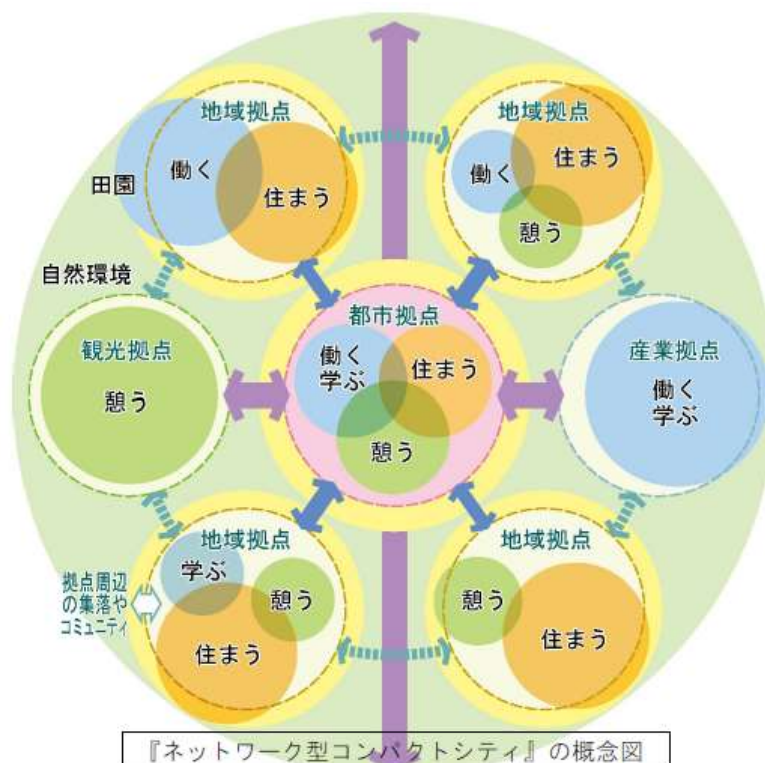 地域拠点
働く
住まう
田園
地域拠点
働く
住まう
憩う
自然環境
都市拠点
働く
学ぶ
住まう
憩う
観光拠点
憩う
産業拠点
働く
学ぶ
地域拠点
学ぶ
憩う
住まう
拠点周辺
の集落や
コミュニティ
地域拠点
憩う
住まう
『ネットワーク型コンパクトシティ』の概念図